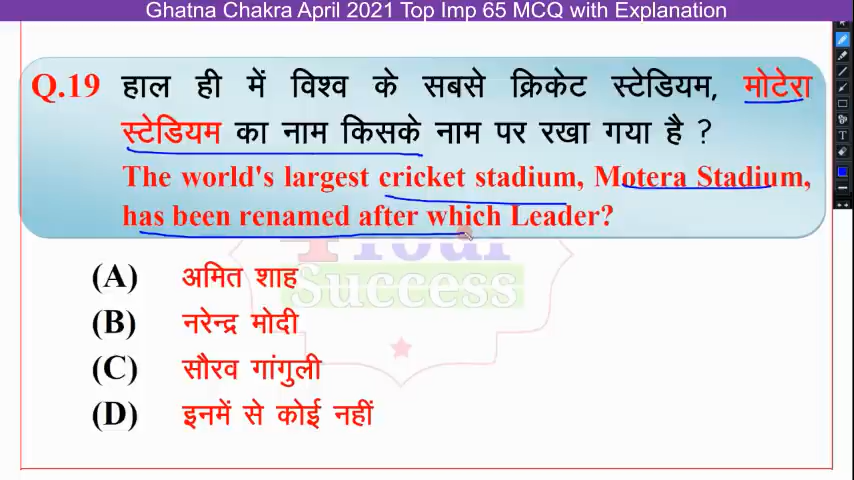 Ghatna Chakra April 2021 Top Imp 65 MCQ with Explanation
Q.19 हाल ही में विश्व के सबसे क्रिकेट स्टेडियम, मोटेरा
स्टेडियम का नाम किसके नाम पर रखा गया है ?
The world's largest cricket stadium, Motera Stadium,
has been renamed after which Leader?
Success
(A) अमित शाह
(B) नरेन्द्र मोदी
(C) सौरव गांगुली
(D) इनमें से कोई नहीं